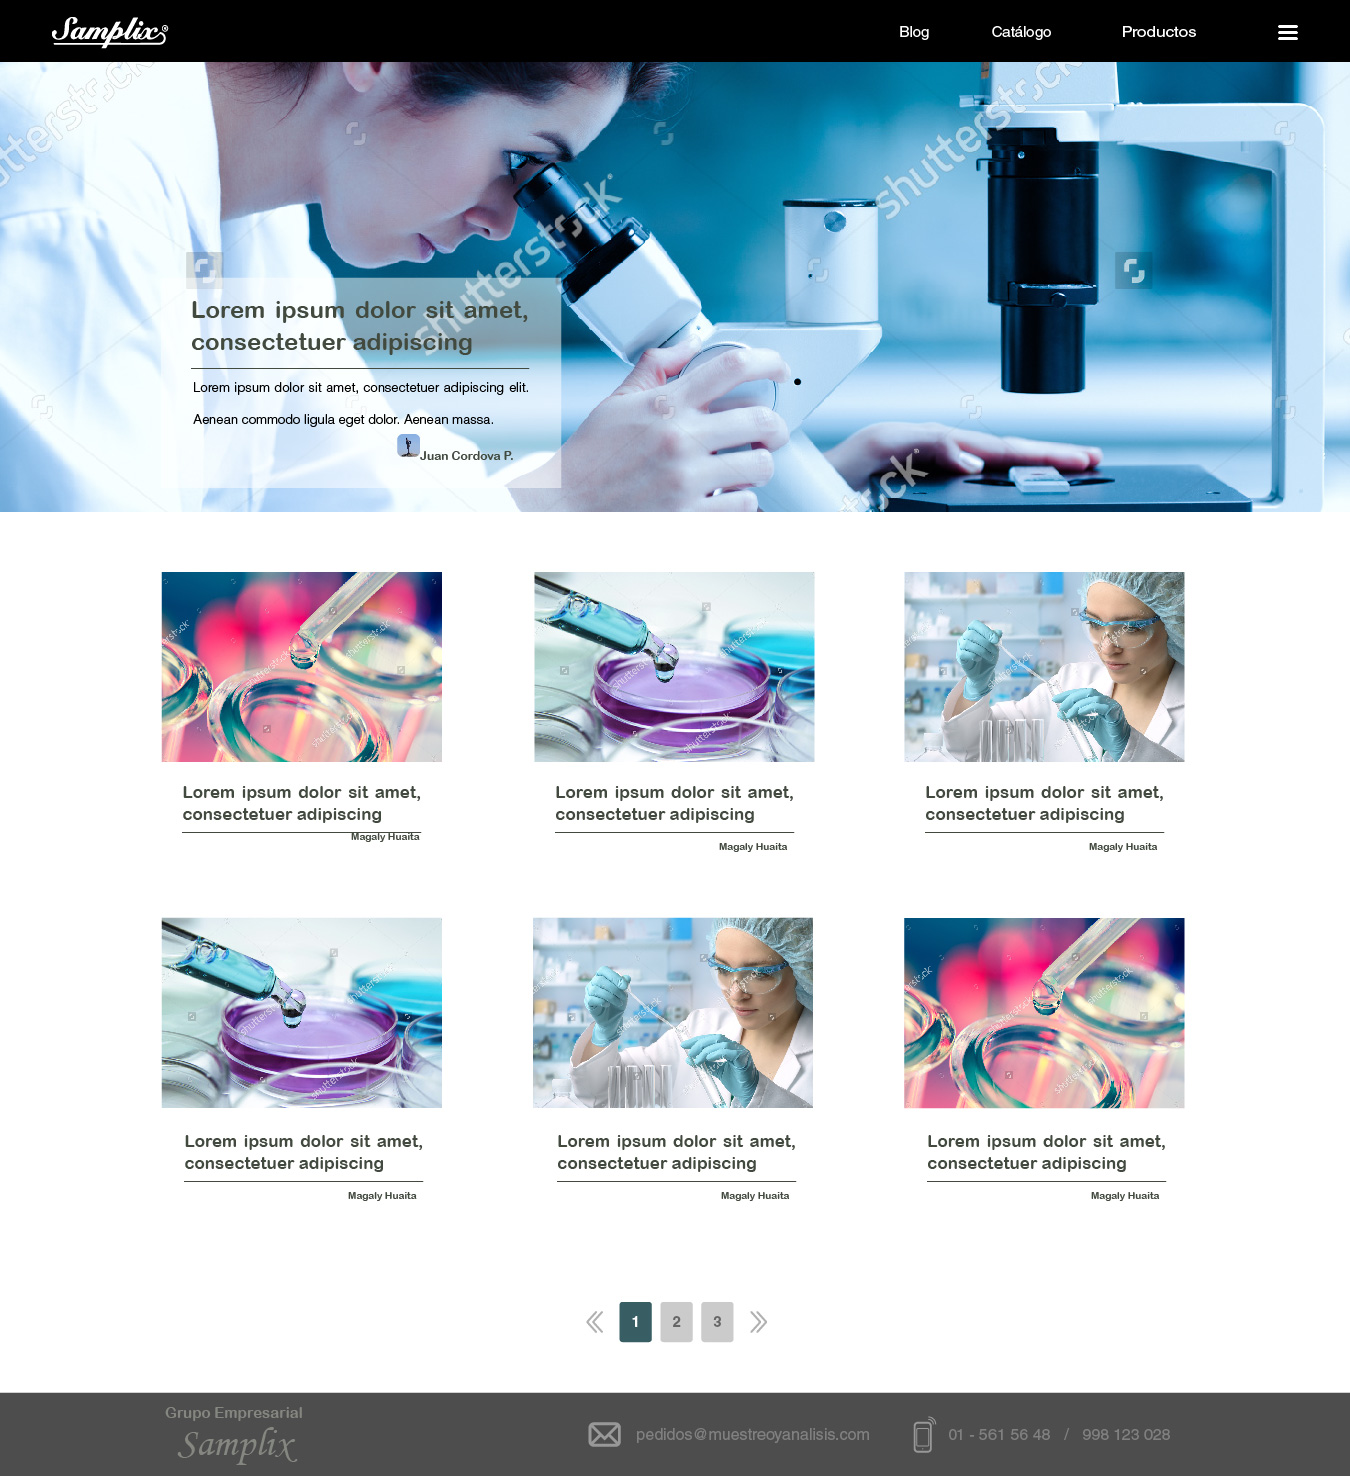 Samplix®
Blog
Catálogo
Productos
shutterstock
shutterstock
shutterstock
Lorem ipsum dolor sit amet,
consectetuer adipiscing
Lorem ipsum dolor sit amet, consectetuer adipiscing elit.
Aenean commodo ligula eget dolor. Aenean massa.
Juan Cordova P.
Lorem ipsum dolor sit amet,
consectetuer adipiscing
Magaly Huaita
Lorem ipsum dolor sit amet,
consectetuer adipiscing
Magaly Huaita
Lorem ipsum dolor sit amet,
consectetuer adipiscing
Magaly Huaita
Lorem ipsum dolor sit amet,
consectetuer adipiscing
Magaly Huaita
Lorem ipsum dolor sit amet,
consectetuer adipiscing
Magaly Huaita
Lorem ipsum dolor sit amet,
consectetuer adipiscing
Magaly Huaita
1 2 3
Grupo Empresarial
Samplix
pedidos@muestreoyanalisis.com
01 - 561 56 48 / 998 123 028